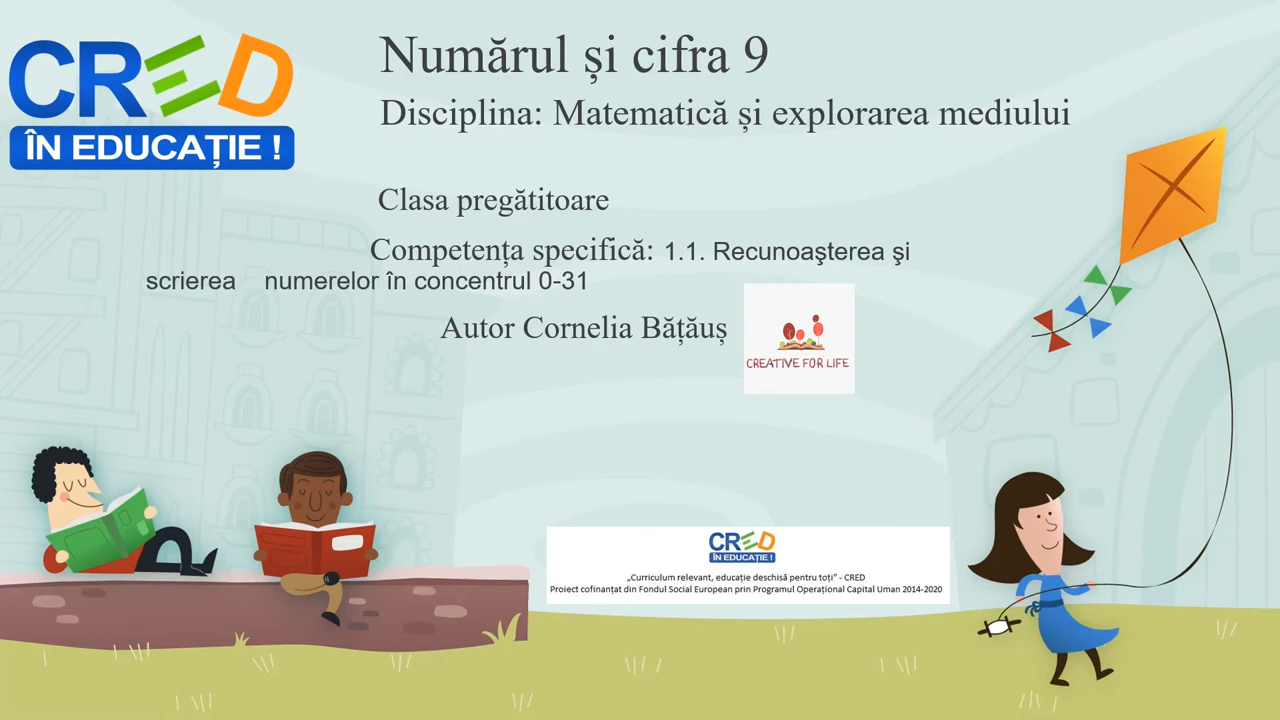 CRED
ÎN EDUCAȚIE !
Numărul și cifra 9
Disciplina: Matematică și explorarea mediului
Clasa pregătitoare
Competența specifică: 1.1. Recunoaşterea şi
scrierea numerelor în concentrul 0-31
Autor Cornelia Bățăuș
CREATIVE FOR LIFE
CRED
ÎN EDUCAȚIE !
„Curriculum relevant, educație deschisă pentru toți” - CRED
Proiect cofinanțat din Fondul Social European prin Programul Operațional Capital Uman 2014-2020